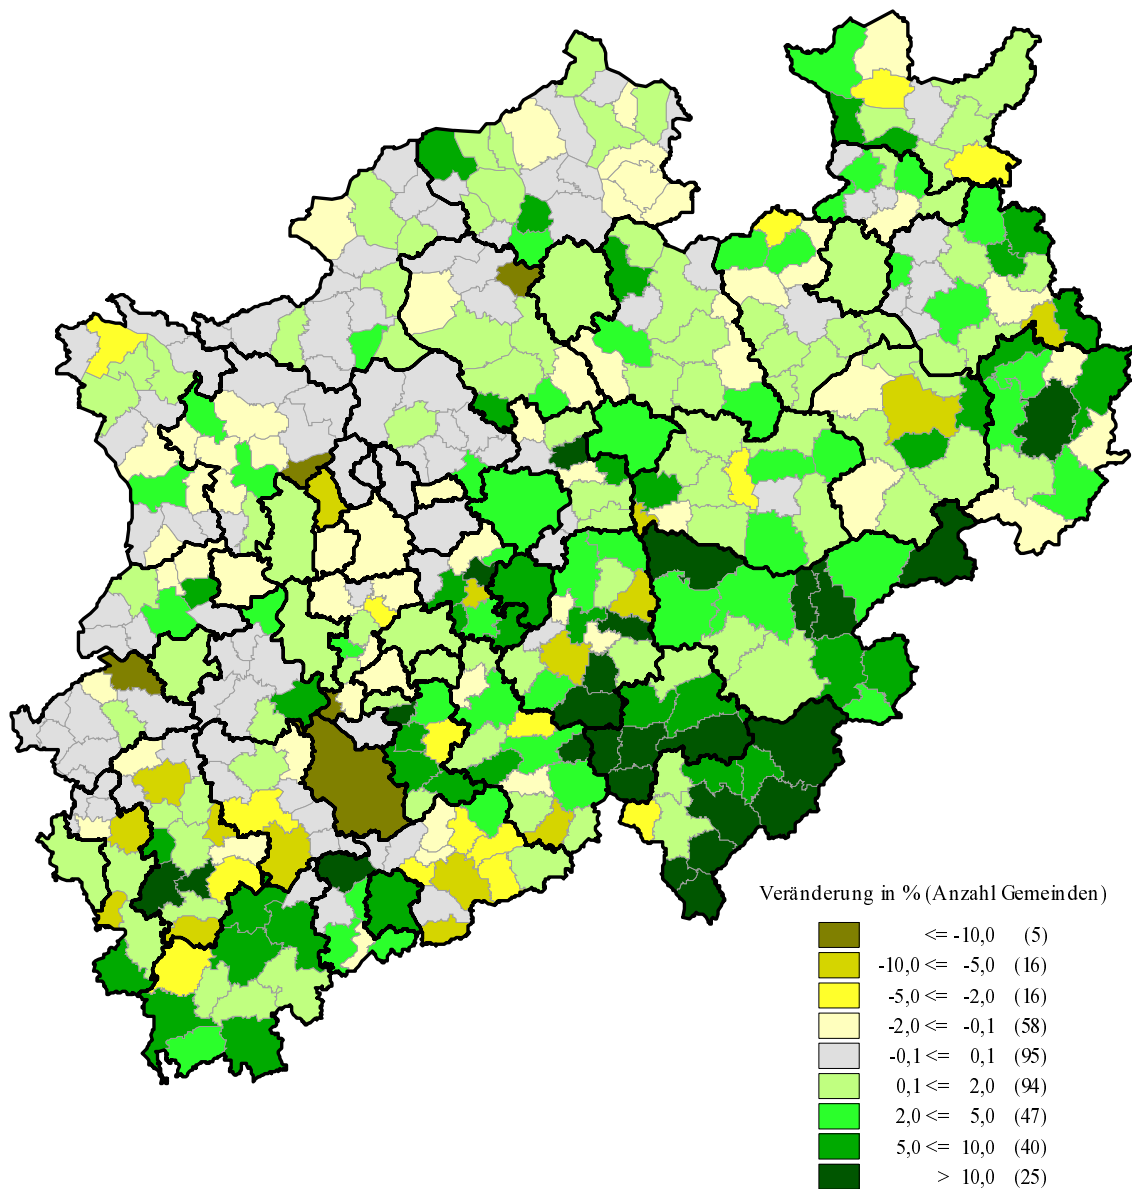 Veränderung in % (Anzahl Gemeinden)
<= -10,0 (5)
-10,0 <= -5,0 (16)
-5,0 <= -2,0 (16)
-2,0 <= -0,1 (58)
-0,1 <= 0,1 (95)
0,1 <= 2,0 (94)
2,0 <= 5,0 (47)
5,0 <= 10,0 (40)
> 10,0 (25)